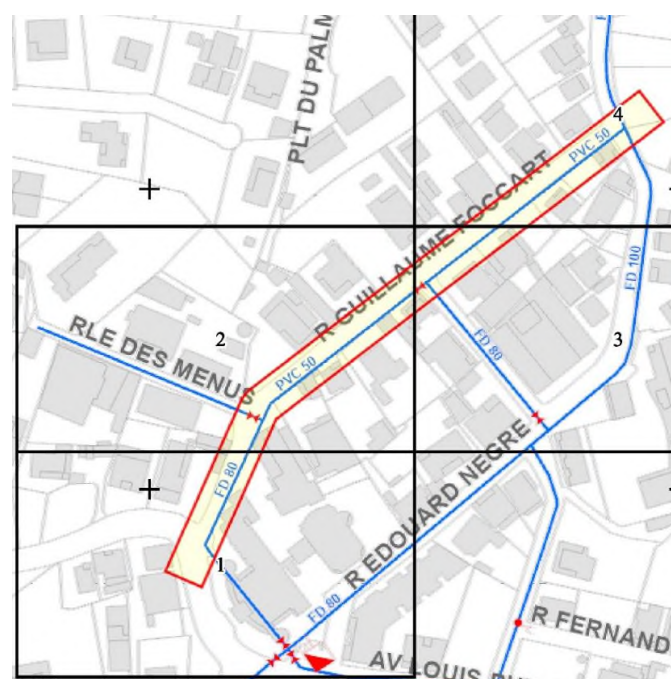 PLT DU PALM
4
PVC 50
R GUILLAUME FOCCART
FD 100
2
3
RLE DES MENUS
PVC 50
FD 80
FD 80
R EDOUARD NEGRE
1
FD 80
R FERNAND
AV LOUIS